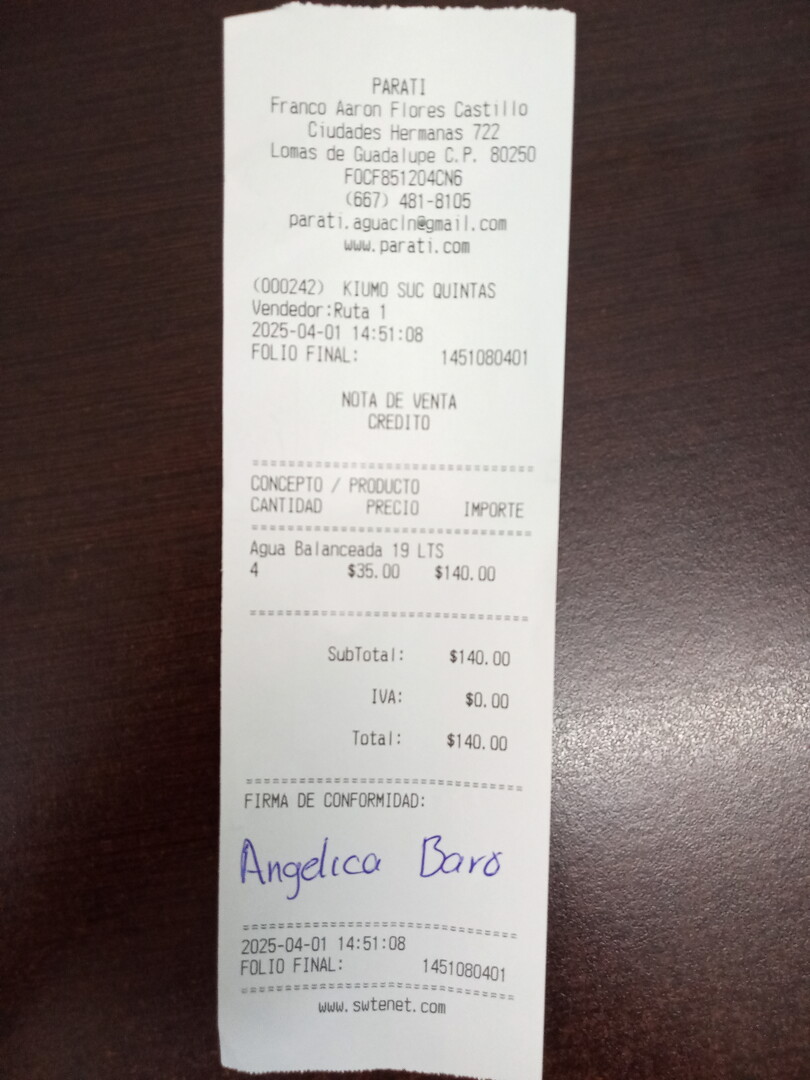 PARATI
Franco Aaron Flores Castillo
Ciudades Hermanas 722
Lomas de Guadalupe C.P. 80250
FOCF851204CN6
(667) 481-8105
parati.aguacln@gmail.com
www.parati.com
(000242) KIUMO SUC QUINTAS
Vendedor:Ruta 1
2025-04-01 14:51:08
FOLIO FINAL: 1451080401
NOTA DE VENTA
CREDITO
CONCEPTO / PRODUCTO
CANTIDAD PRECIO IMPORTE
Agua Balanceada 19 LTS
4 $35.00 $140.00
SubTotal: $140.00
IVA: $0.00
Total: $140.00
FIRMA DE CONFORMIDAD:
Angelica Baro
2025-04-01 14:51:08
FOLIO FINAL: 1451080401
www.swtenet.com